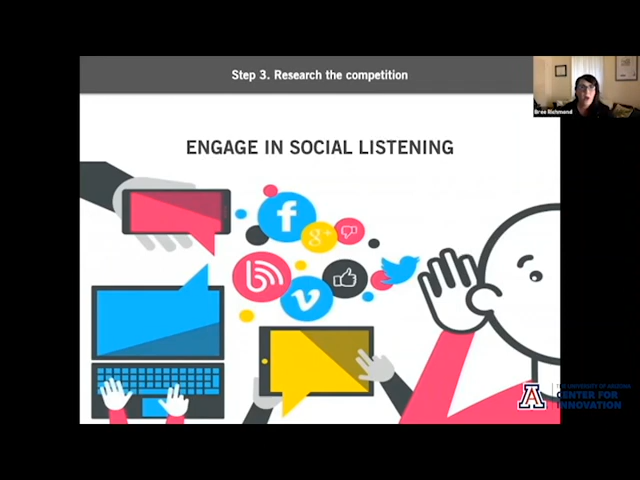 Step 3. Research the competition
Bree Richmond
ENGAGE IN SOCIAL LISTENING
f
g+
b
v
A
THE UNIVERSITY OF ARIZONA
CENTER FOR
INNOVATION